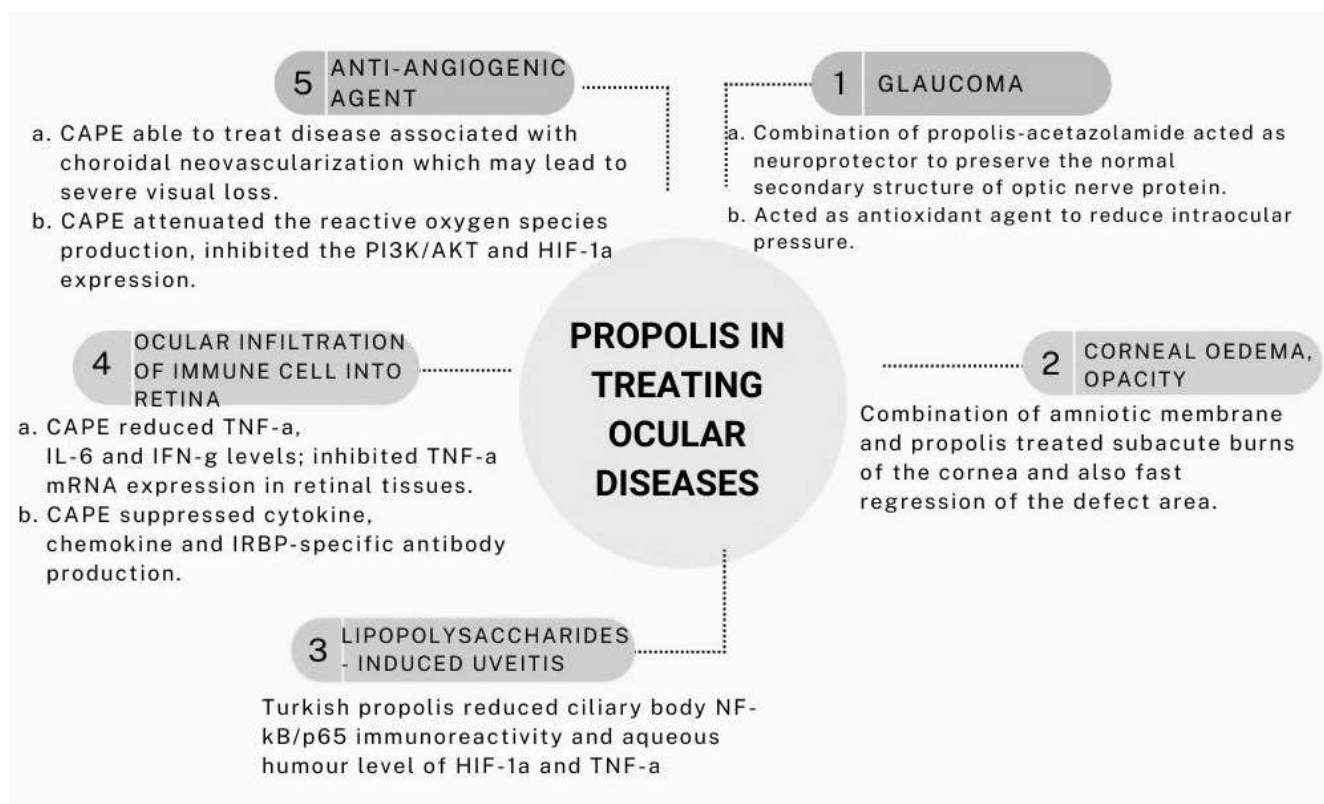 5
ANTI-ANGIOGENIC
AGENT
a. CAPE able to treat disease associated with
choroidal neovascularization which may lead to
severe visual loss.
b. CAPE attenuated the reactive oxygen species
production, inhibited the PI3K/AKT and HIF-1a
expression.
1
GLAUCOMA
a. Combination of propolis-acetazolamide acted as
neuroprotector to preserve the normal
secondary structure of optic nerve protein.
b. Acted as antioxidant agent to reduce intraocular
pressure.
PROPOLIS IN
TREATING
OCULAR
DISEASES
4
OCULAR INFILTRATION
OF IMMUNE CELL INTO
RETINA
a. CAPE reduced TNF-a,
IL-6 and IFN-g levels; inhibited TNF-a
mRNA expression in retinal tissues.
b. CAPE suppressed cytokine,
chemokine and IRBP-specific antibody
production.
2
CORNEAL OEDEMA,
OPACITY
Combination of amniotic membrane
and propolis treated subacute burns
of the cornea and also fast
regression of the defect area.
3
LIPOPOLYSACCHARIDES
- INDUCED UVEITIS
Turkish propolis reduced ciliary body NF-
kB/p65 immunoreactivity and aqueous
humour level of HIF-1a and TNF-a